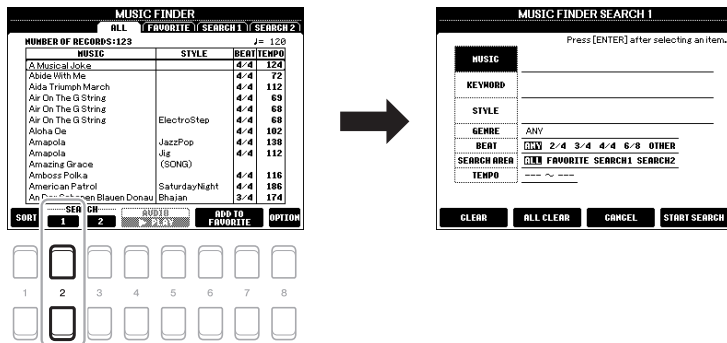 MUSIC FINDER
ALL FAVORITE SEARCH 1 SEARCH 2
NUMBER OF RECORDS:123 ♩= 120
MUSIC STYLE BEAT TEMPO
A Musical Joke 4/4 124
Abide With Me 4/4 72
Aida Triumph March 4/4 112
Air On The G String 4/4 69
Air On The G String 4/4 68
Air On The G String ElectroStep 4/4 68
Aloha Oe 4/4 102
Amapola JazzPop 4/4 138
Amapola Jig 4/4 112
Amazing Grace (SONG)
Amboss Polka 4/4 116
American Patrol SaturdayNight 4/4 186
An Der Schonen Blauen Donau Bhajan 3/4 174
SORT SEARCH 1 2 AUDIO ▶ PLAY ADD TO FAVORITE OPTION
1 2 3 4 5 6 7 8
MUSIC FINDER SEARCH 1
Press [ENTER] after selecting an item.
MUSIC
KEYWORD
STYLE
GENRE ANY
BEAT ANY 2/4 3/4 4/4 6/8 OTHER
SEARCH AREA ALL FAVORITE SEARCH1 SEARCH2
TEMPO --- ~ ---
CLEAR ALL CLEAR CANCEL START SEARCH